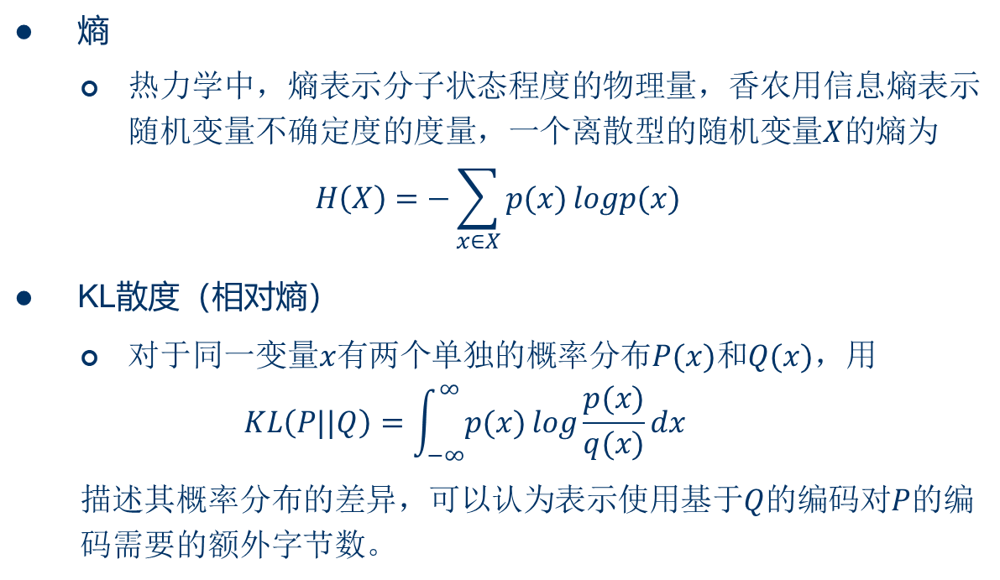 ● 熵
○ 热力学中，熵表示分子状态程度的物理量，香农用信息熵表示
随机变量不确定度的度量，一个离散型的随机变量X的熵为
H(X) = −∑_{x∈X} p(x) logp(x)
● KL散度（相对熵）
○ 对于同一变量x有两个单独的概率分布P(x)和Q(x)，用
KL(P||Q) = ∫_{−∞}^{∞} p(x) log \frac{p(x)}{q(x)} dx
描述其概率分布的差异，可以认为表示使用基于Q的编码对P的编
码需要的额外字节数。